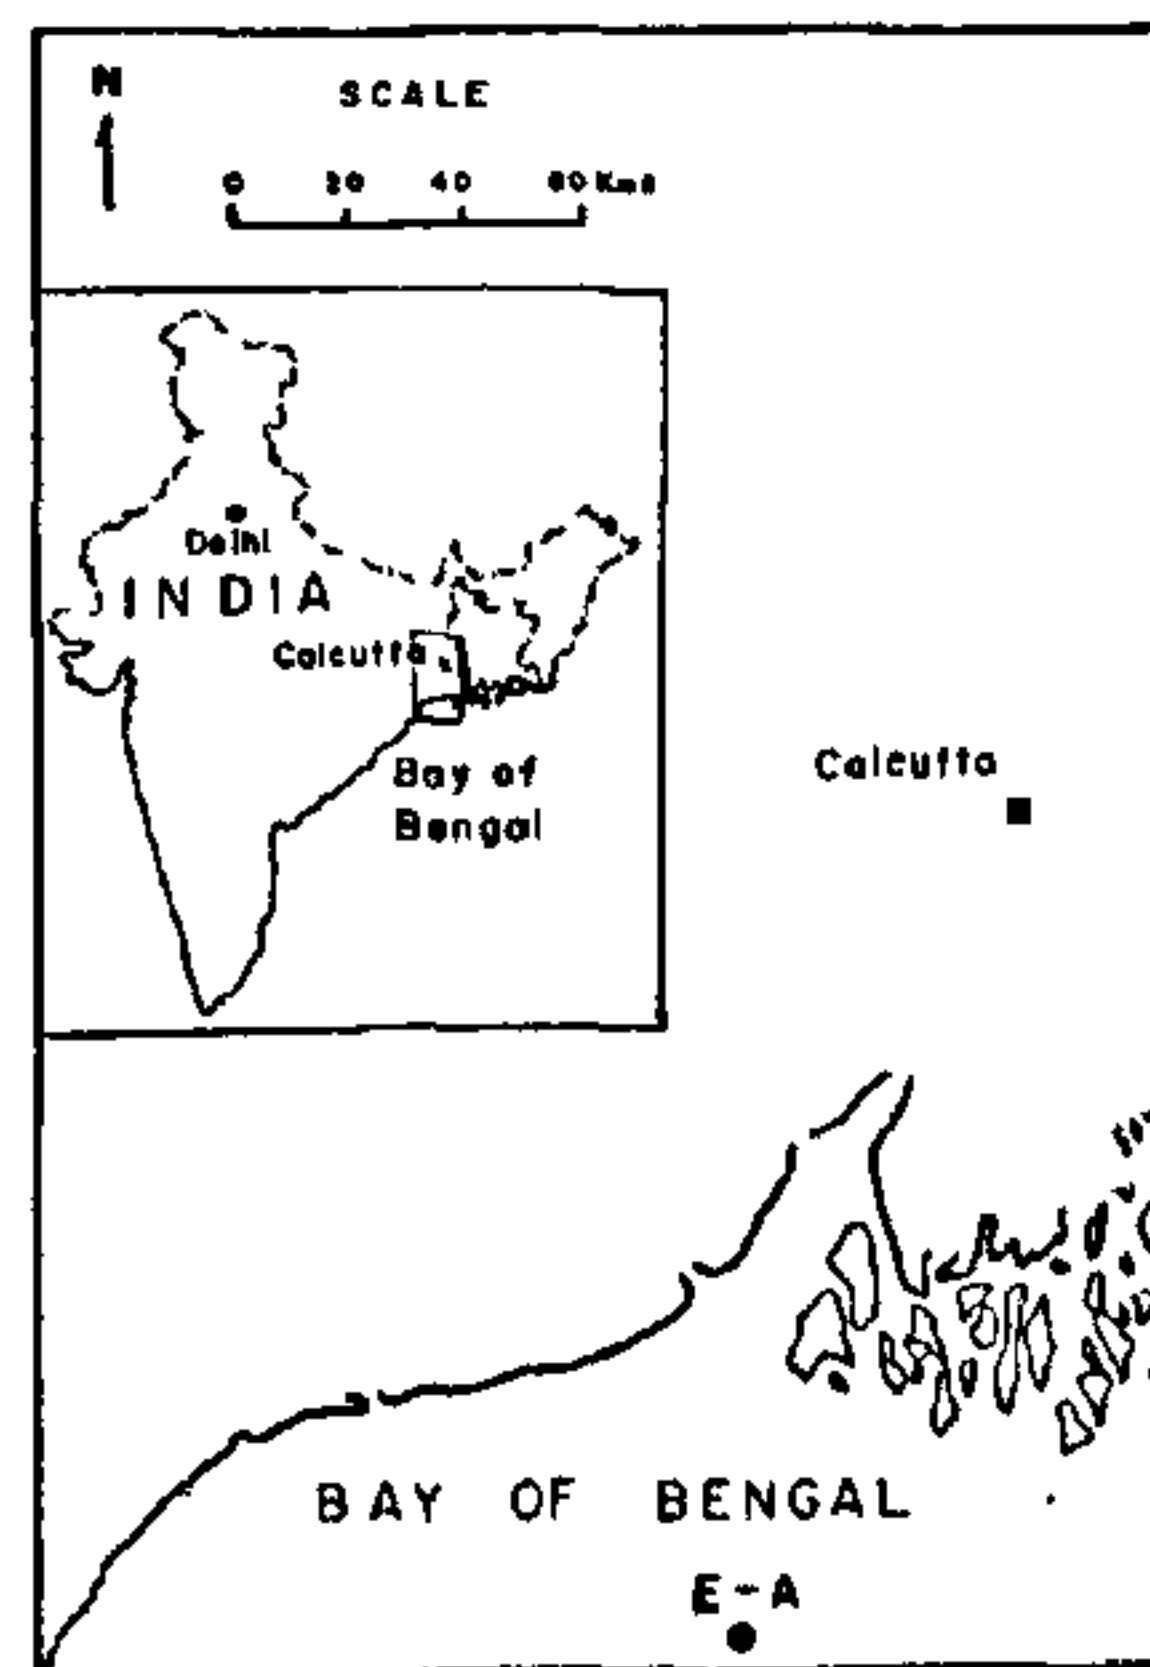 N
SCALE
0 20 40 60 Kms
Delhi
INDIA
Calcutta
Bay of
Bengal
Calcutta
BAY OF BENGAL
E-A